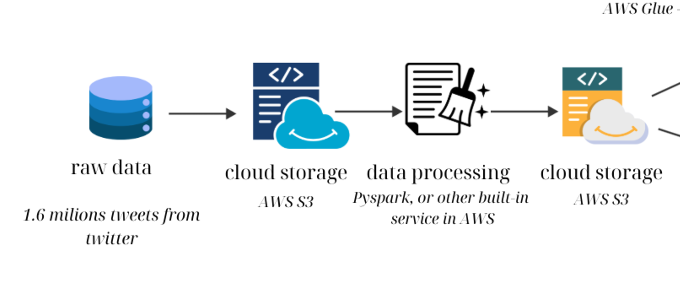 AWS Glue -
</>
</>
raw data
cloud storage
data processing
cloud storage
AWS S3
Pyspark, or other built-in
service in AWS
AWS S3
1.6 milions tweets from
twitter